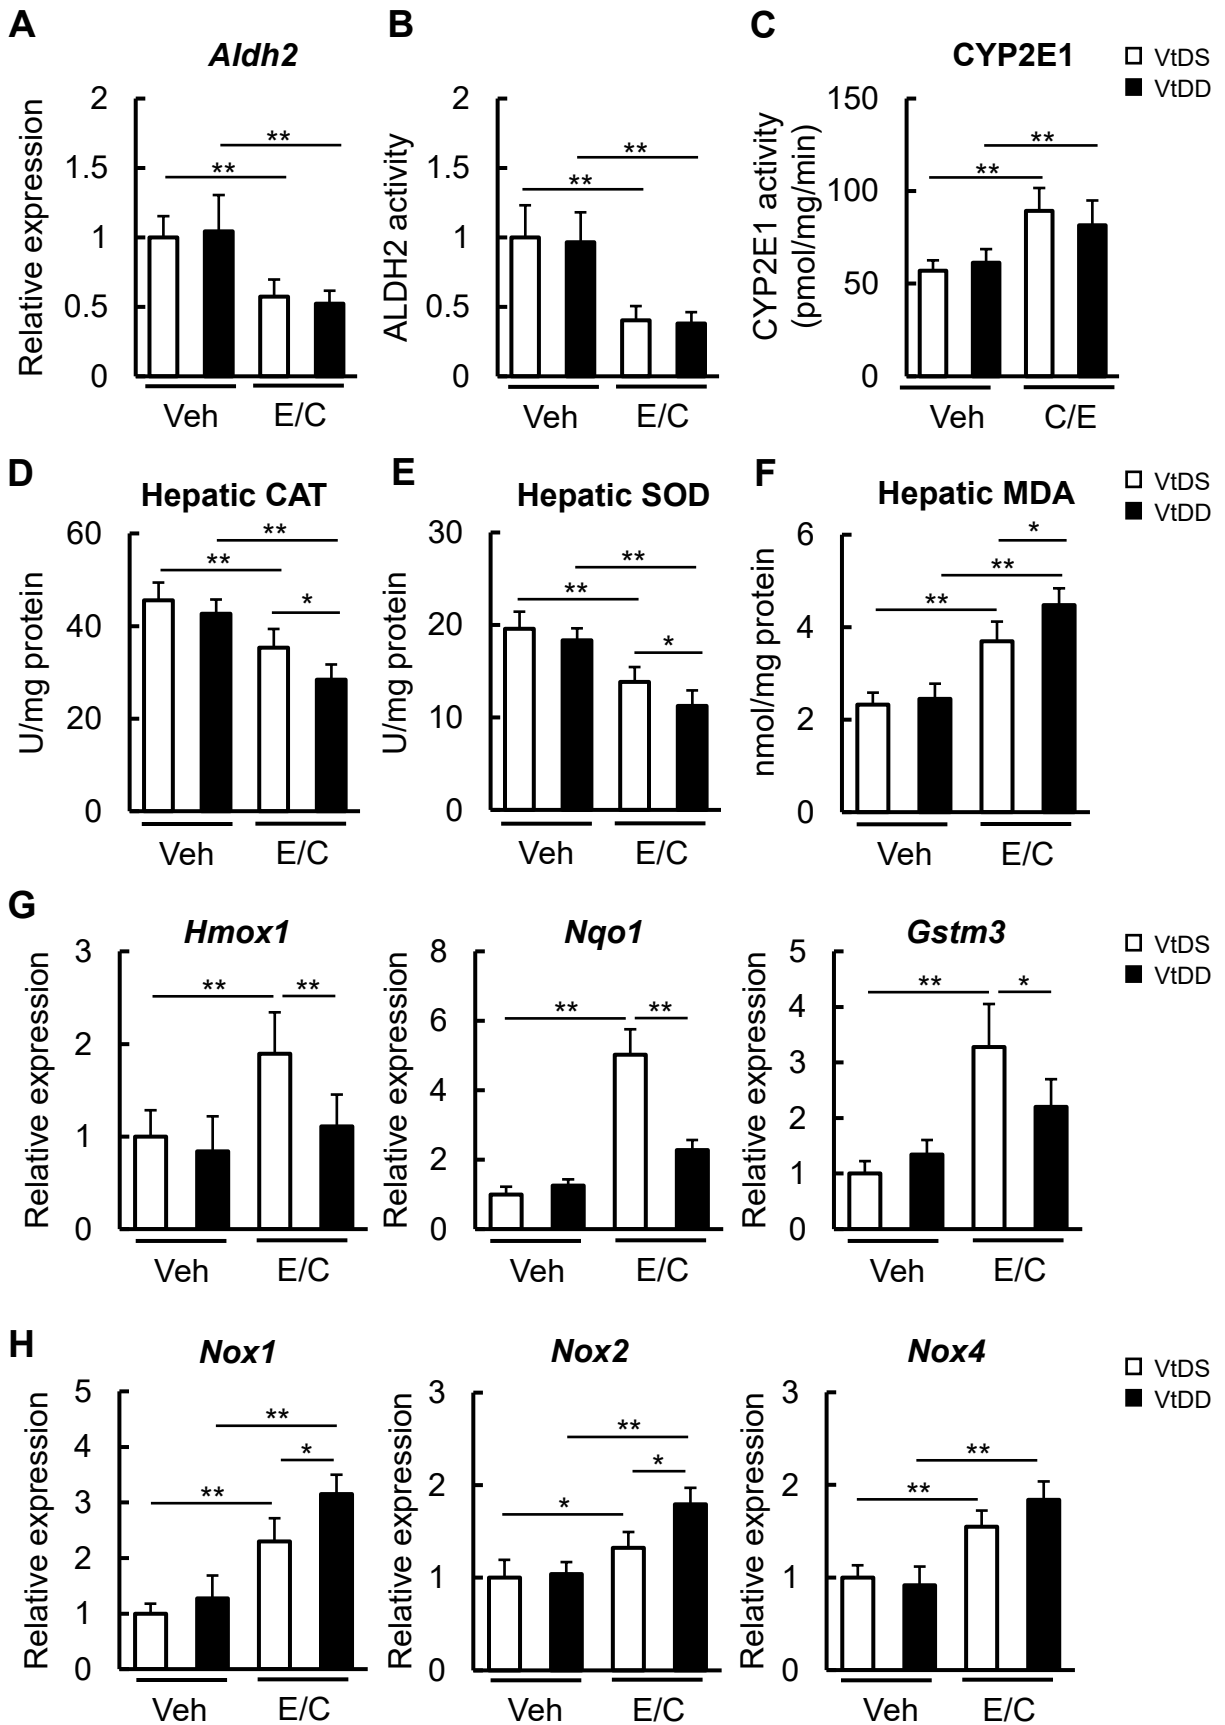 A
B
C
Aldh2
CYP2E1
VtDS
VtDD
Relative expression
2
1.5
1
0.5
0
**
**
Veh
E/C
ALDH2 activity
2
1.5
1
0.5
0
**
**
Veh
E/C
CYP2E1 activity
(pmol/mg/min)
150
100
50
0
**
**
Veh
C/E
D
E
F
Hepatic CAT
Hepatic SOD
Hepatic MDA
VtDS
VtDD
U/mg protein
60
40
20
0
**
**
*
Veh
E/C
U/mg protein
30
20
10
0
**
**
*
Veh
E/C
nmol/mg protein
6
4
2
0
*
**
**
Veh
E/C
G
Hmox1
Nqo1
Gstm3
VtDS
VtDD
Relative expression
3
2
1
0
**
**
Veh
E/C
Relative expression
8
6
4
2
0
**
**
Veh
E/C
Relative expression
5
4
3
2
1
0
**
*
Veh
E/C
H
Nox1
Nox2
Nox4
VtDS
VtDD
Relative expression
5
4
3
2
1
0
**
*
**
Veh
E/C
Relative expression
3
2
1
0
**
*
*
Veh
E/C
Relative expression
3
2
1
0
**
**
Veh
E/C